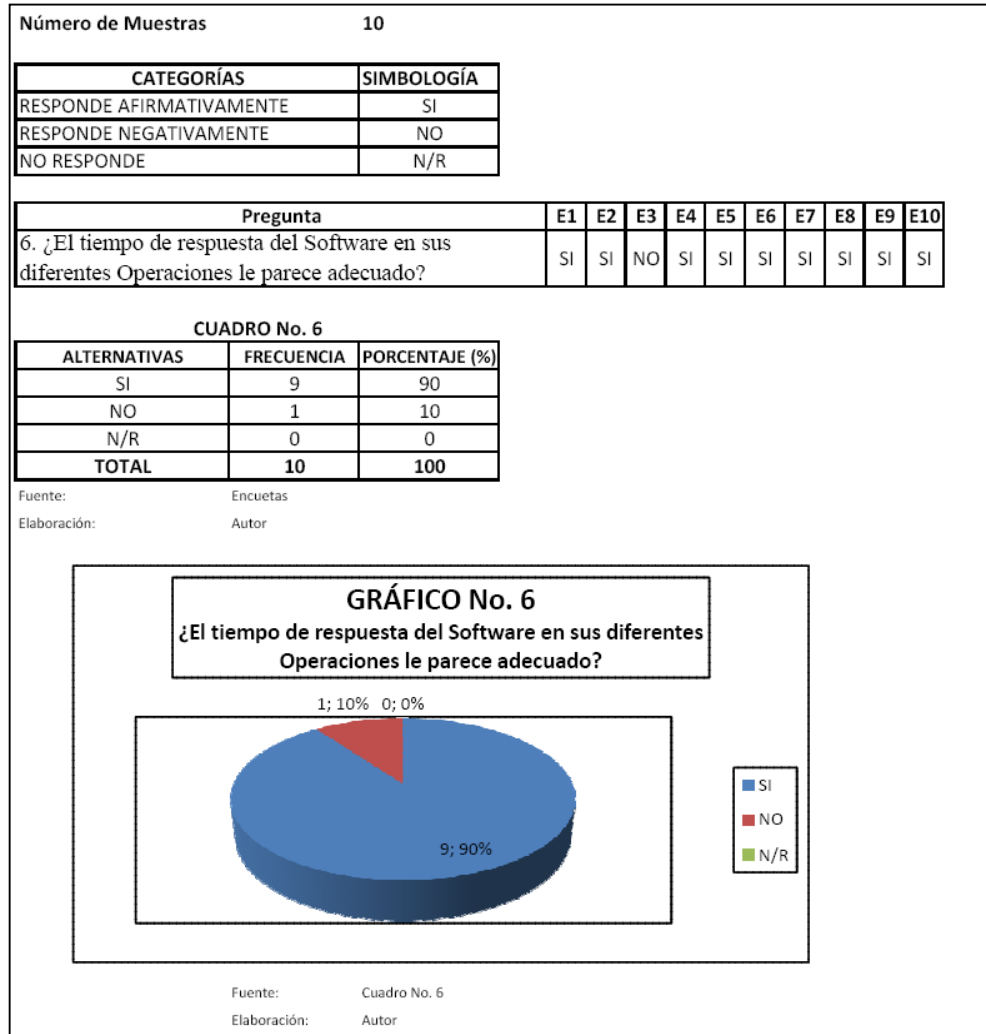 Número de Muestras 10
CATEGORÍAS SIMBOLOGÍA
RESPONDE AFIRMATIVAMENTE SI
RESPONDE NEGATIVAMENTE NO
NO RESPONDE N/R
Pregunta E1 E2 E3 E4 E5 E6 E7 E8 E9 E10
6. ¿El tiempo de respuesta del Software en sus
diferentes Operaciones le parece adecuado? SI SI NO SI SI SI SI SI SI SI
CUADRO No. 6
ALTERNATIVAS FRECUENCIA PORCENTAJE (%)
SI 9 90
NO 1 10
N/R 0 0
TOTAL 10 100
Fuente: Encuetas
Elaboración: Autor
GRÁFICO No. 6
¿El tiempo de respuesta del Software en sus diferentes
Operaciones le parece adecuado?
1; 10% 0; 0%
9; 90%
SI
NO
N/R
Fuente: Cuadro No. 6
Elaboración: Autor